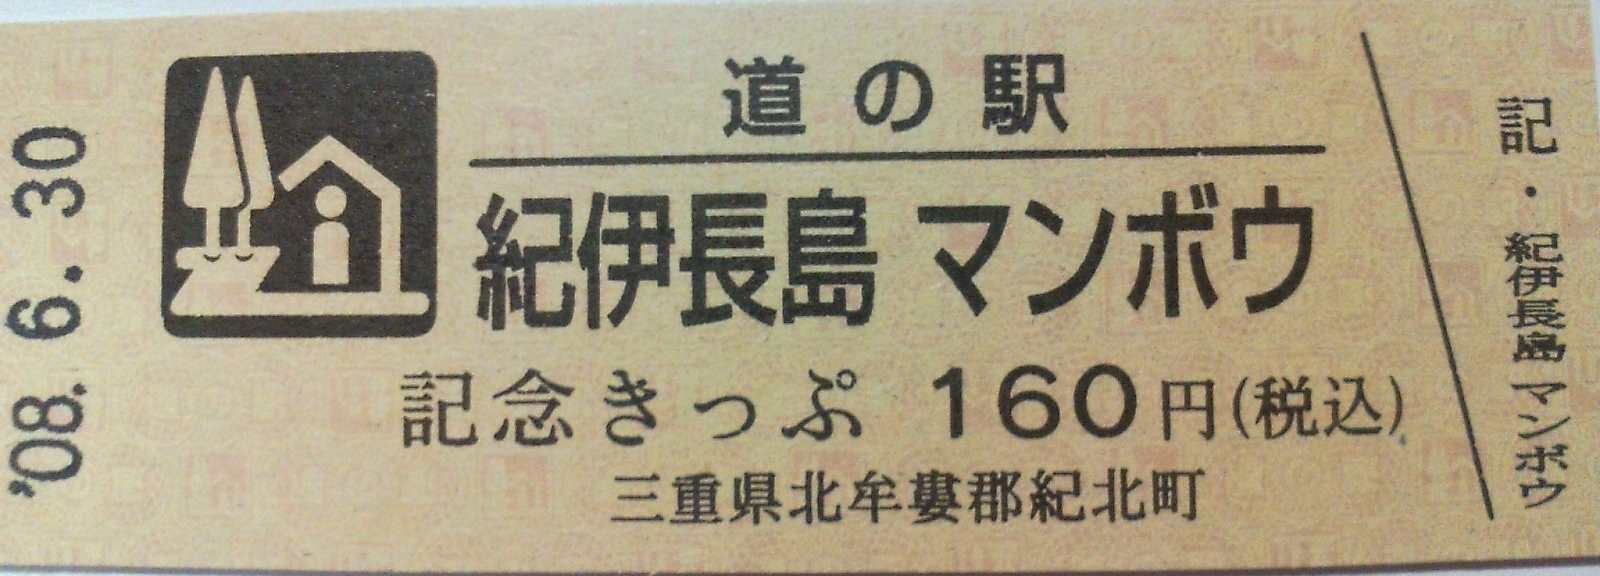 '08. 6. 30
道の駅
紀伊長島 マンボウ
記念きっぷ 160円(税込)
三重県北牟婁郡紀北町
記・紀伊長島マンボウ